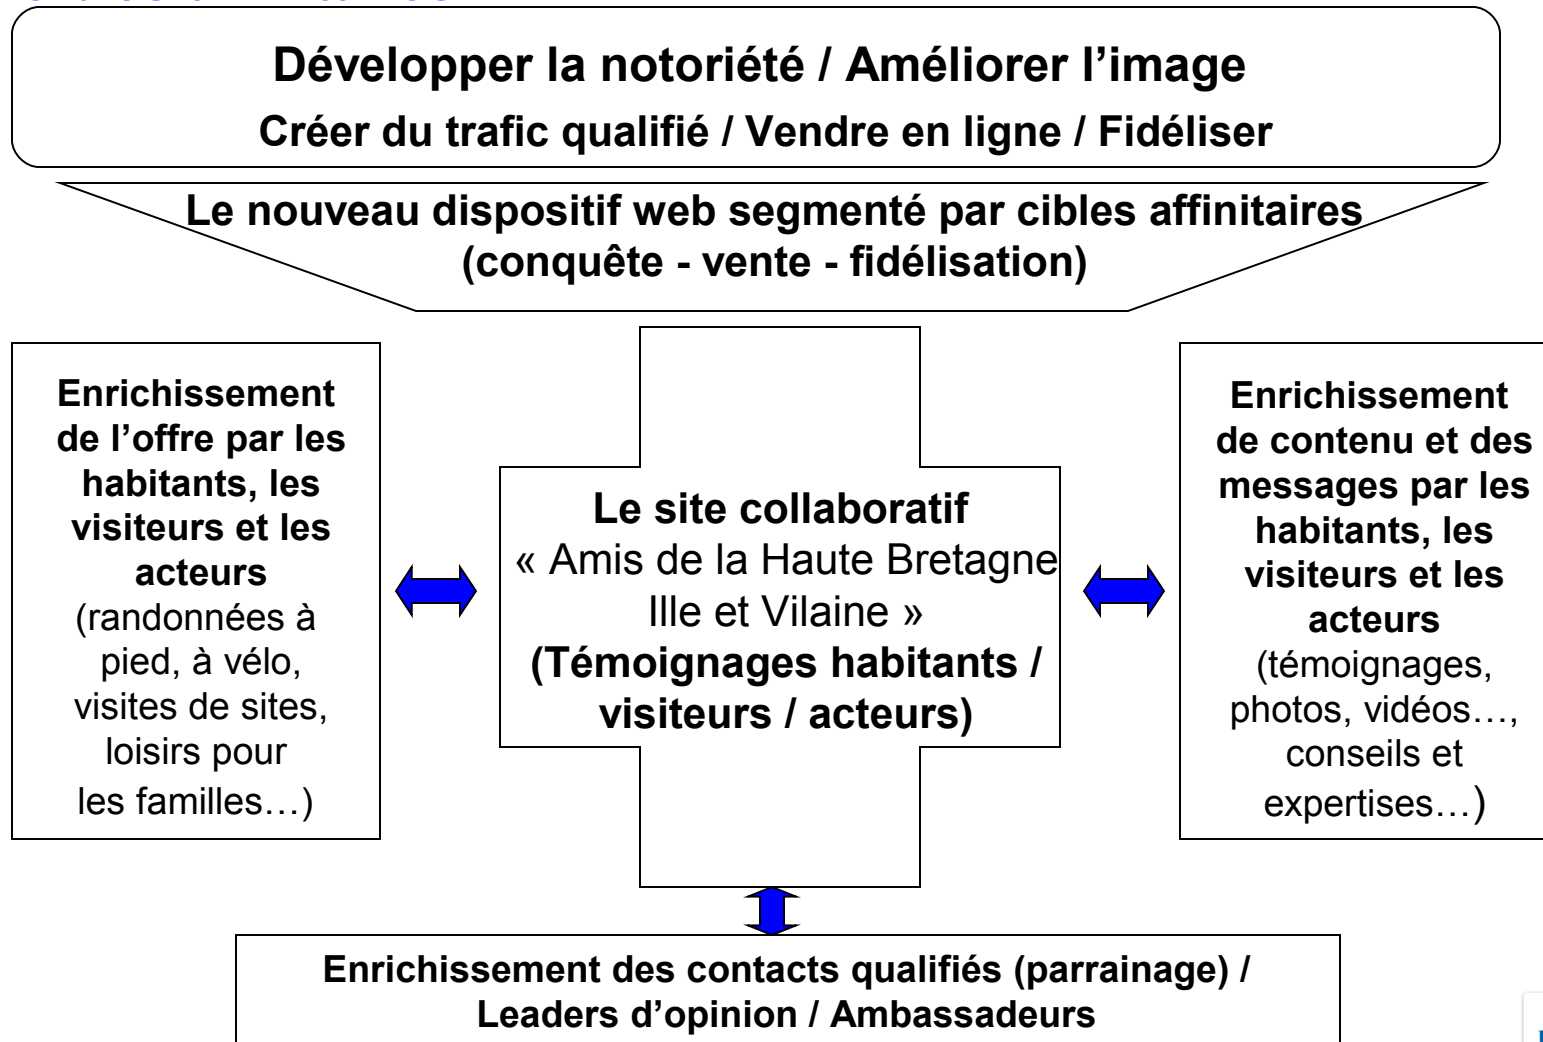 Développer la notoriété / Améliorer l’image
Créer du trafic qualifié / Vendre en ligne / Fidéliser
Le nouveau dispositif web segmenté par cibles affinitaires
(conquête - vente - fidélisation)
Enrichissement
de l’offre par les
habitants, les
visiteurs et les
acteurs
(randonnées à
pied, à vélo,
visites de sites,
loisirs pour
les familles…)
Le site collaboratif
« Amis de la Haute Bretagne
Ille et Vilaine »
(Témoignages habitants /
visiteurs / acteurs)
Enrichissement
de contenu et des
messages par les
habitants, les
visiteurs et les
acteurs
(témoignages,
photos, vidéos…,
conseils et
expertises…)
Enrichissement des contacts qualifiés (parrainage) /
Leaders d’opinion / Ambassadeurs